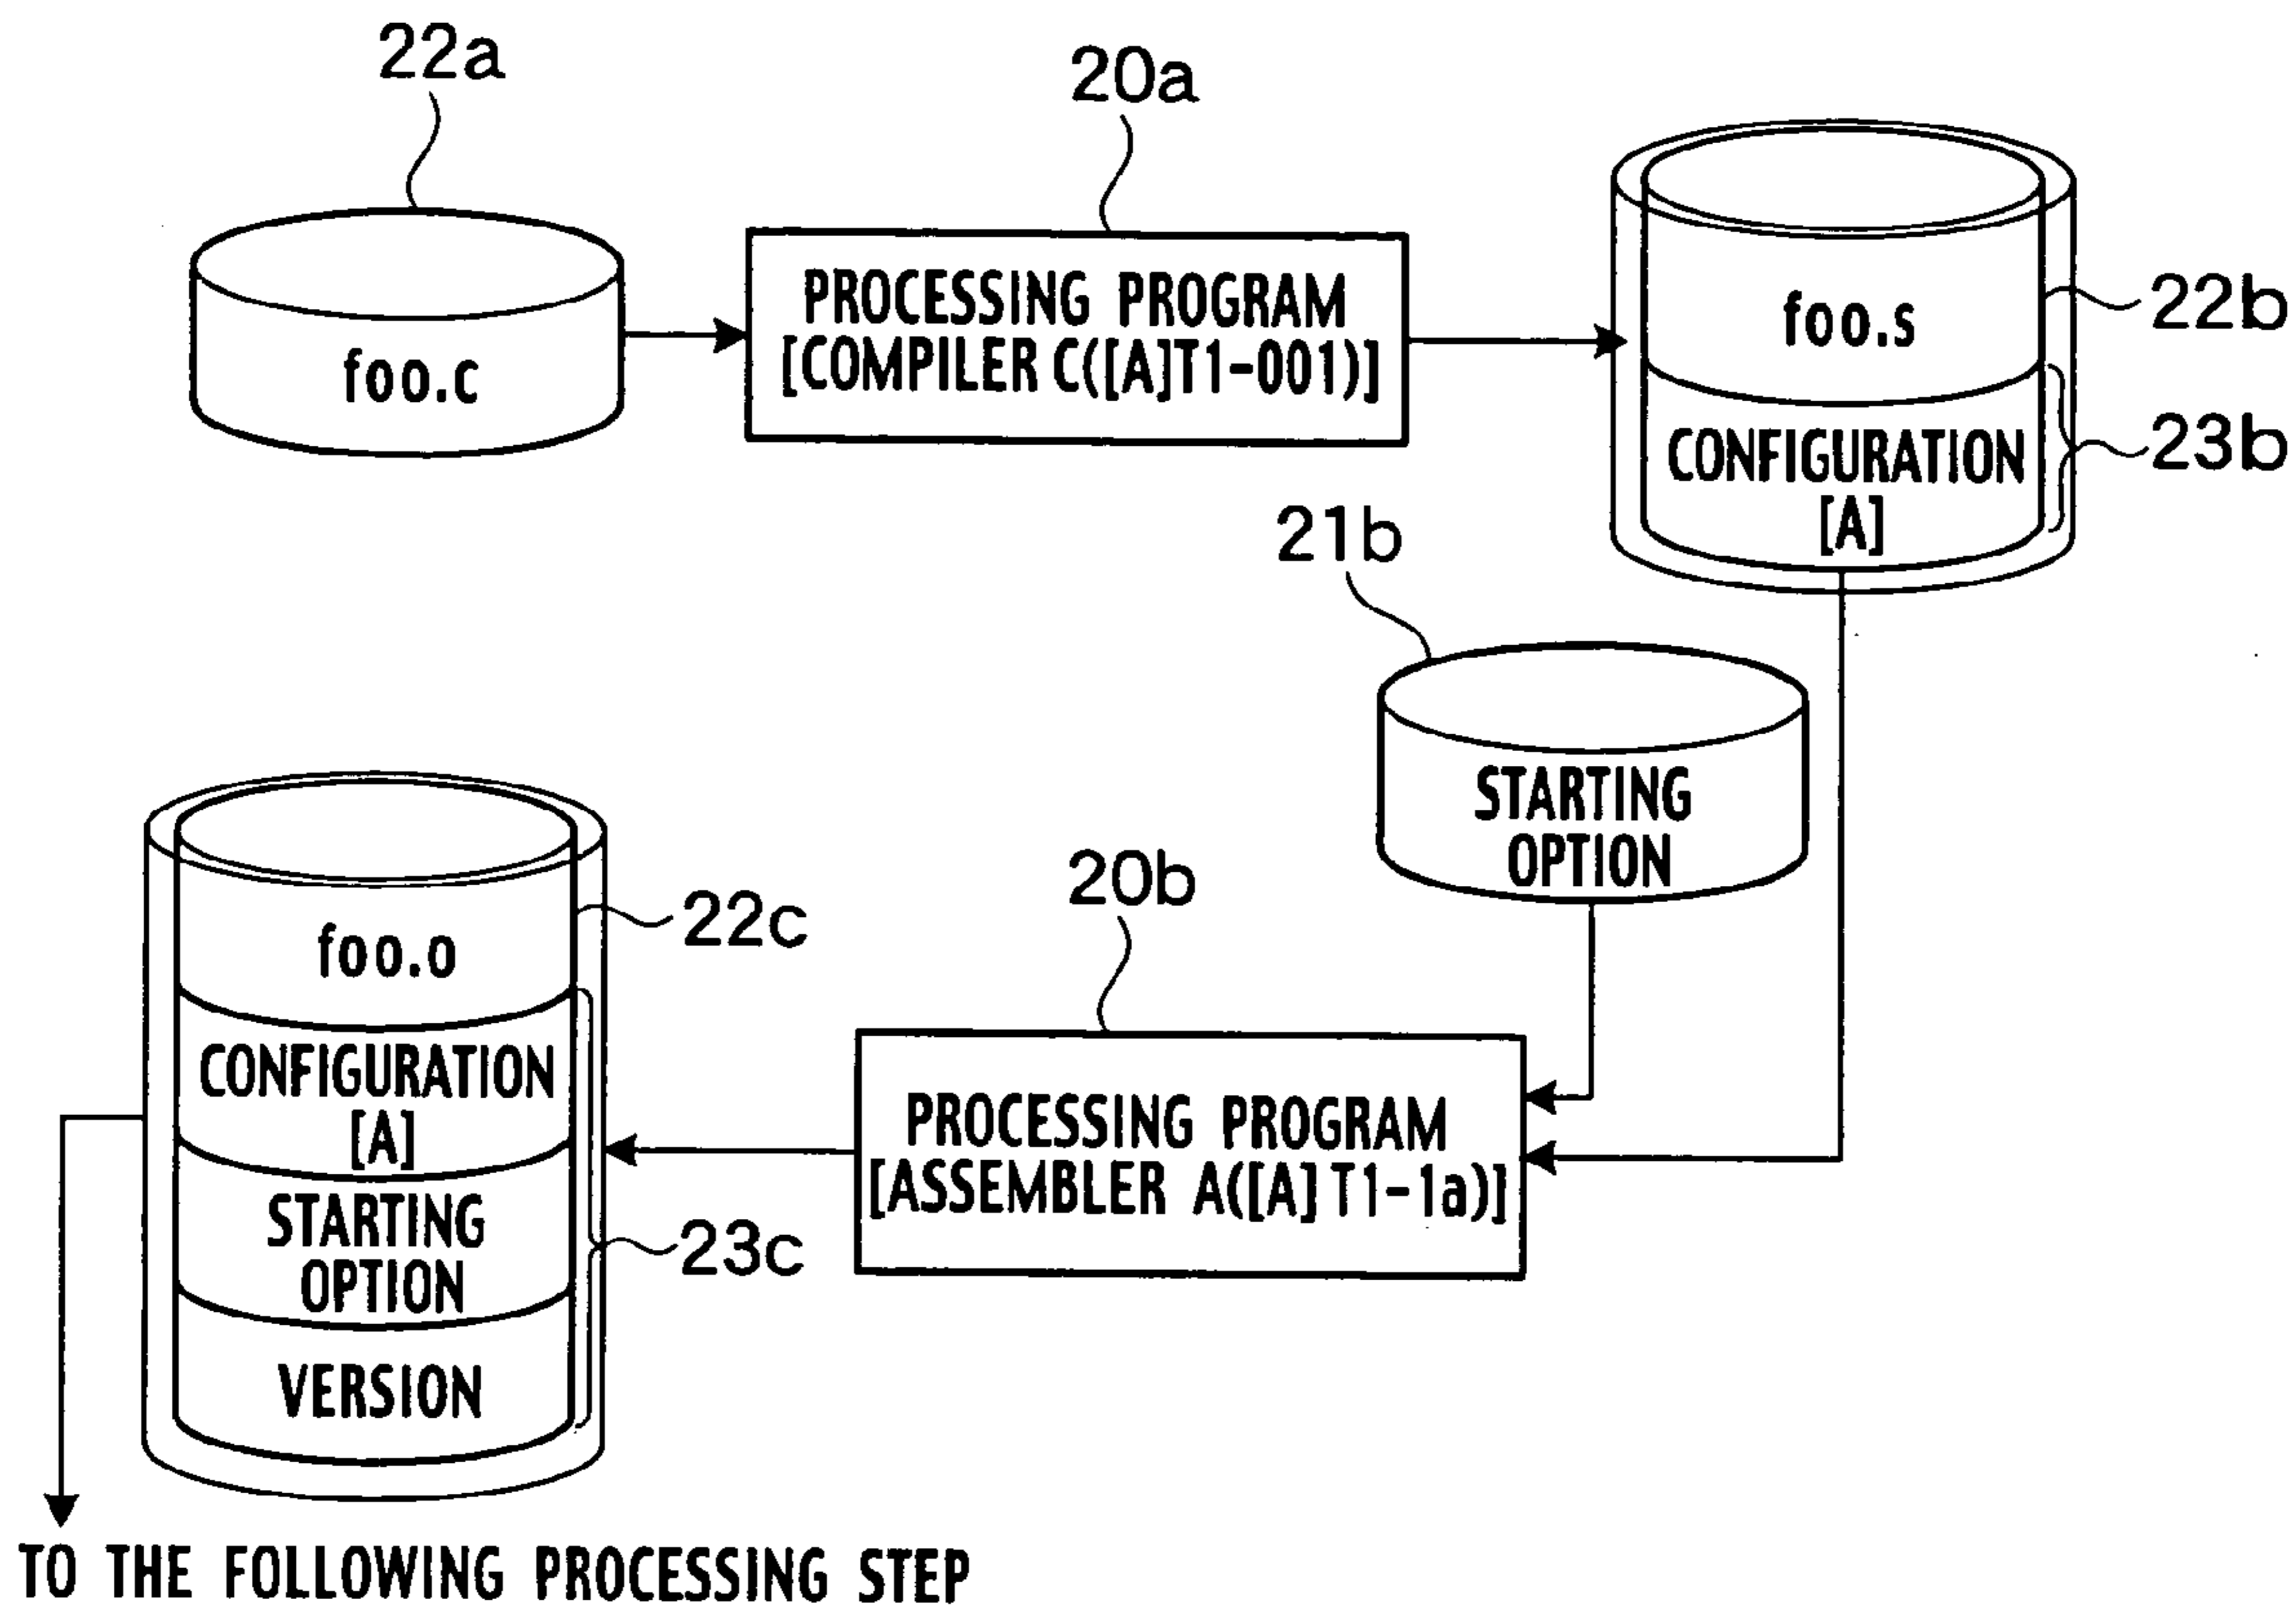 22a
20a
foo.c
PROCESSING PROGRAM
[COMPILER C([A]T1-001)]
foo.s
22b
CONFIGURATION
[A]
23b
21b
STARTING
OPTION
20b
foo.o
22c
CONFIGURATION
[A]
STARTING
OPTION
23c
VERSION
PROCESSING PROGRAM
[ASSEMBLER A([A] T1-1a)]
TO THE FOLLOWING PROCESSING STEP